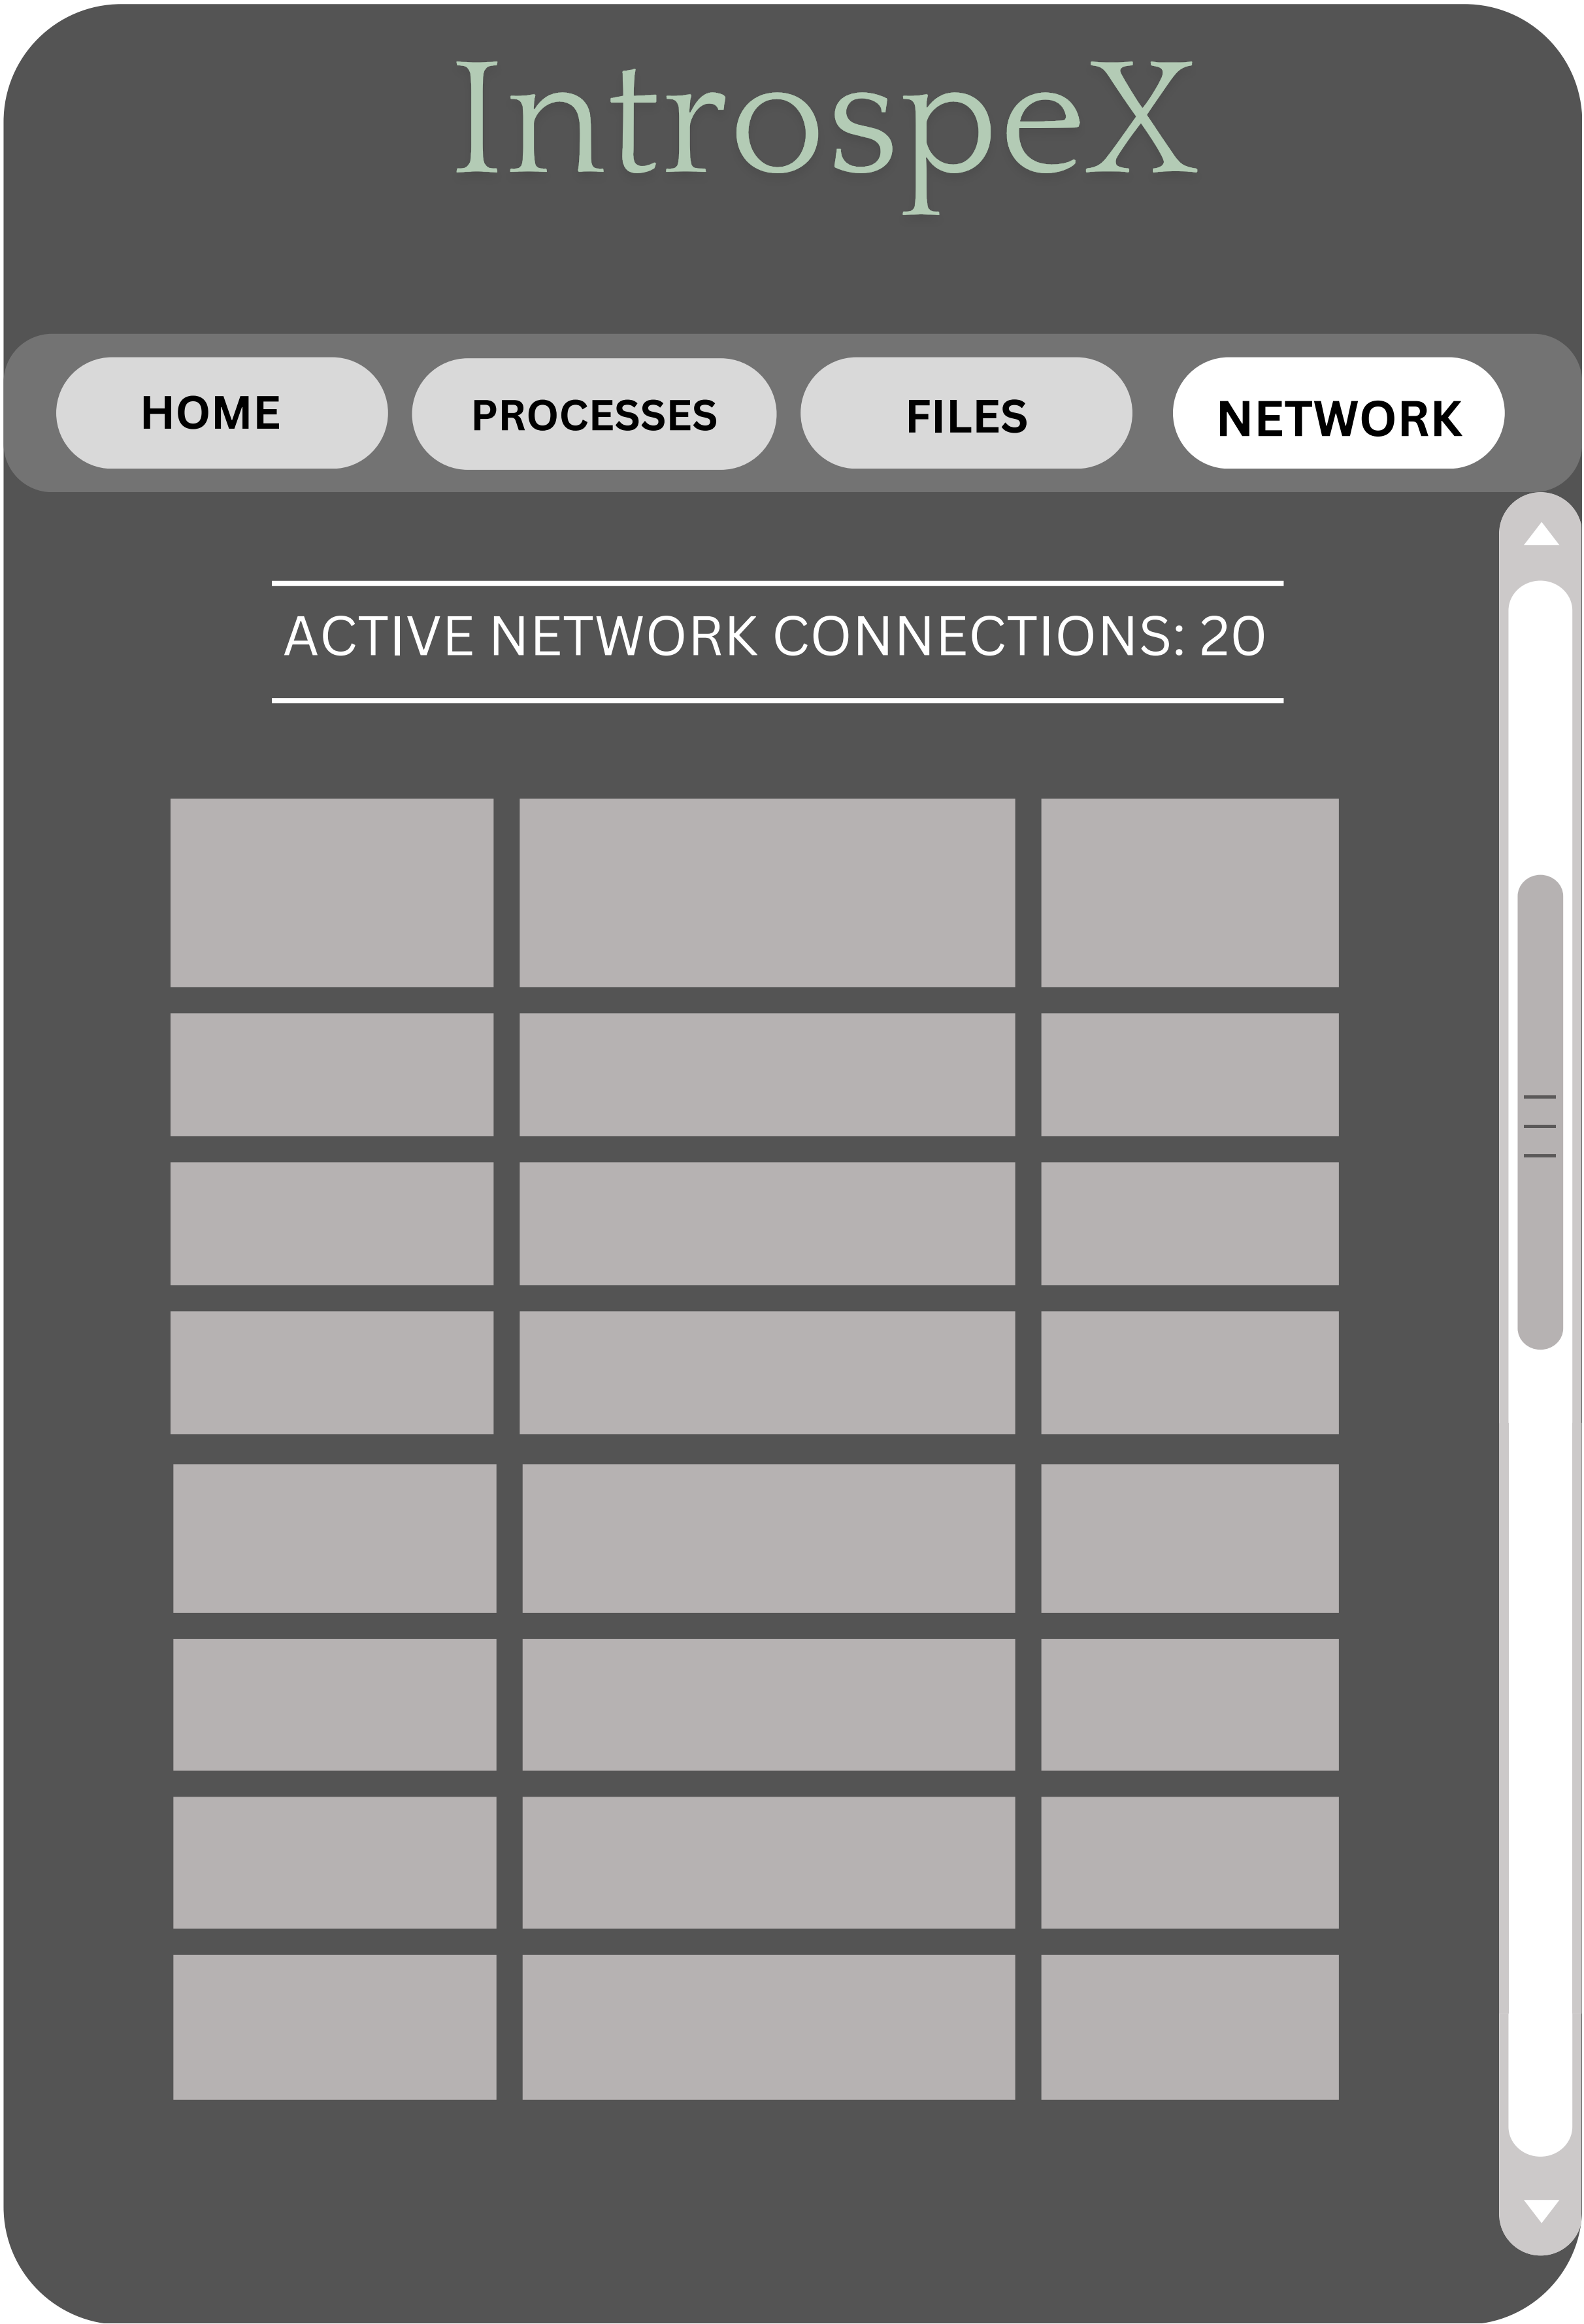 IntrospeX
HOME PROCESSES FILES NETWORK
ACTIVE NETWORK CONNECTIONS: 20